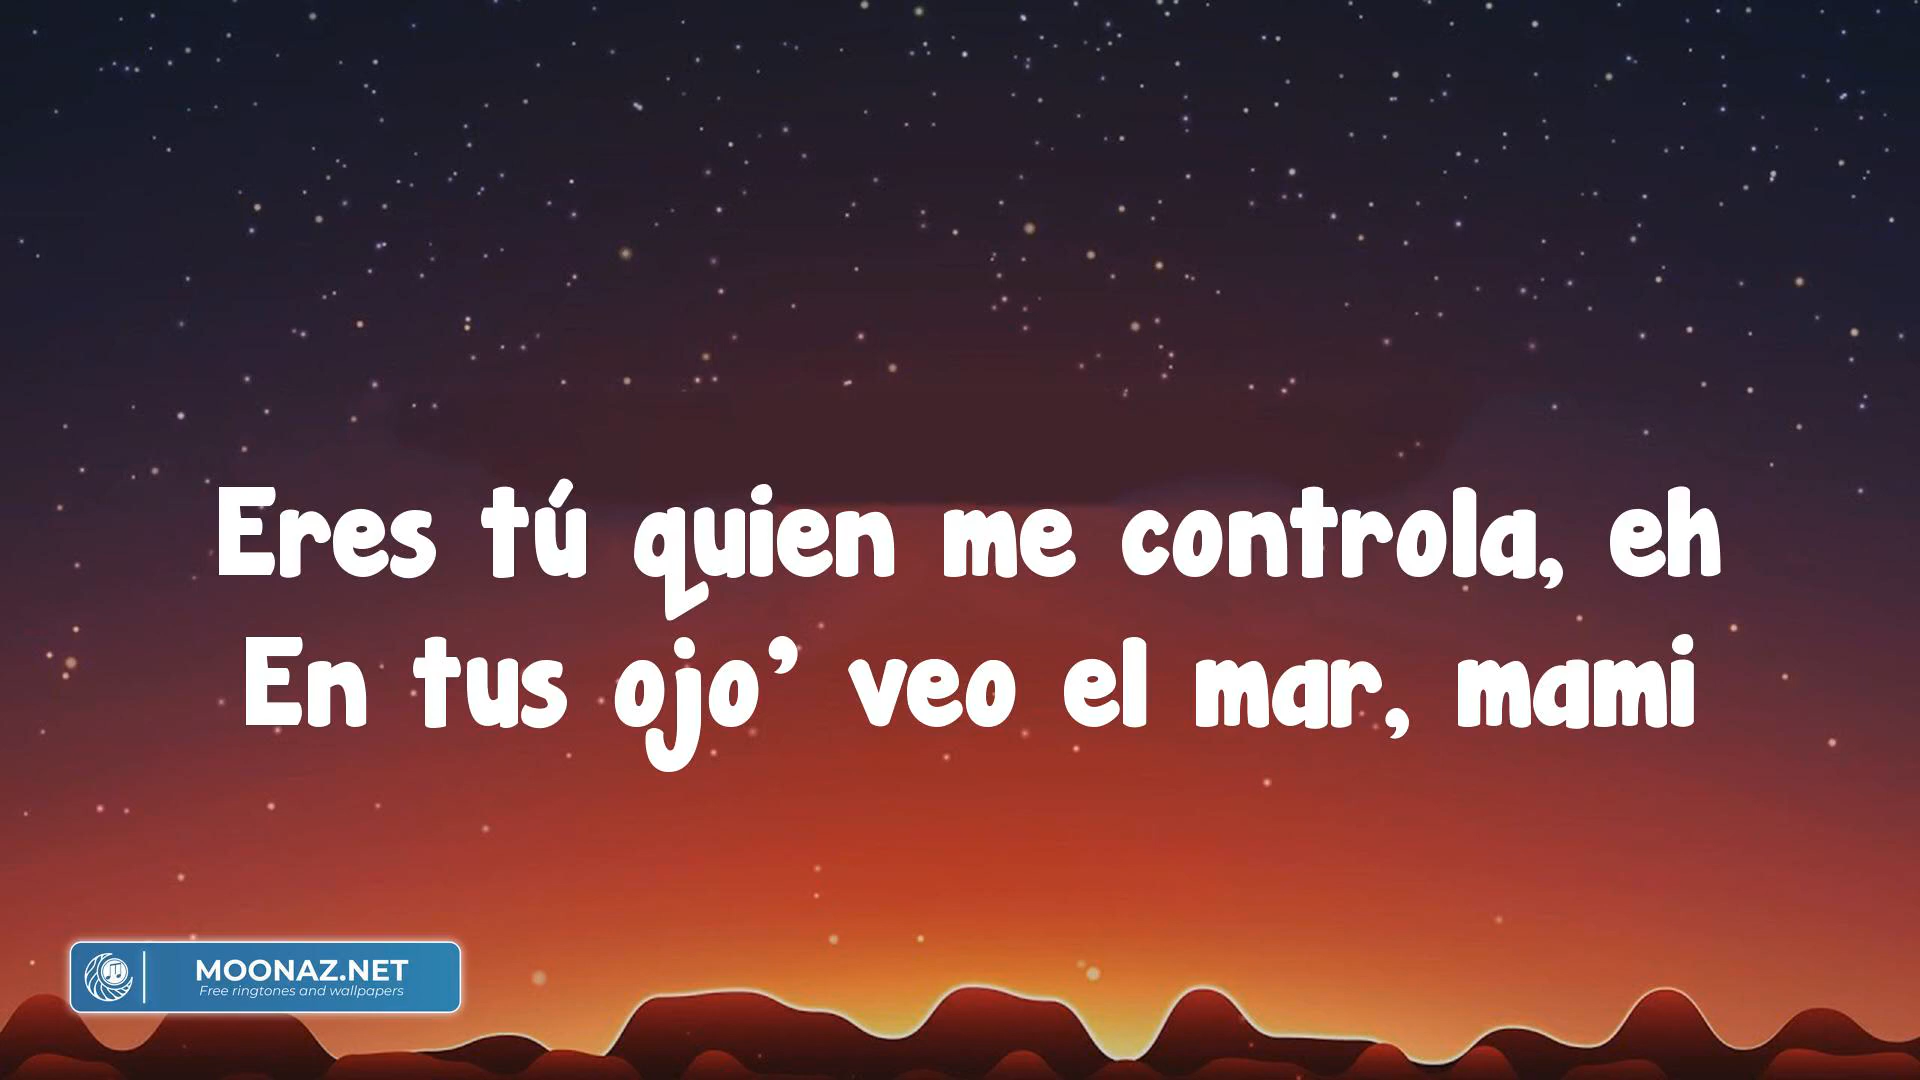 Eres tú quien me controla, eh
En tus ojo’ veo el mar, mami
MOONAZ.NET
Free ringtones and wallpapers